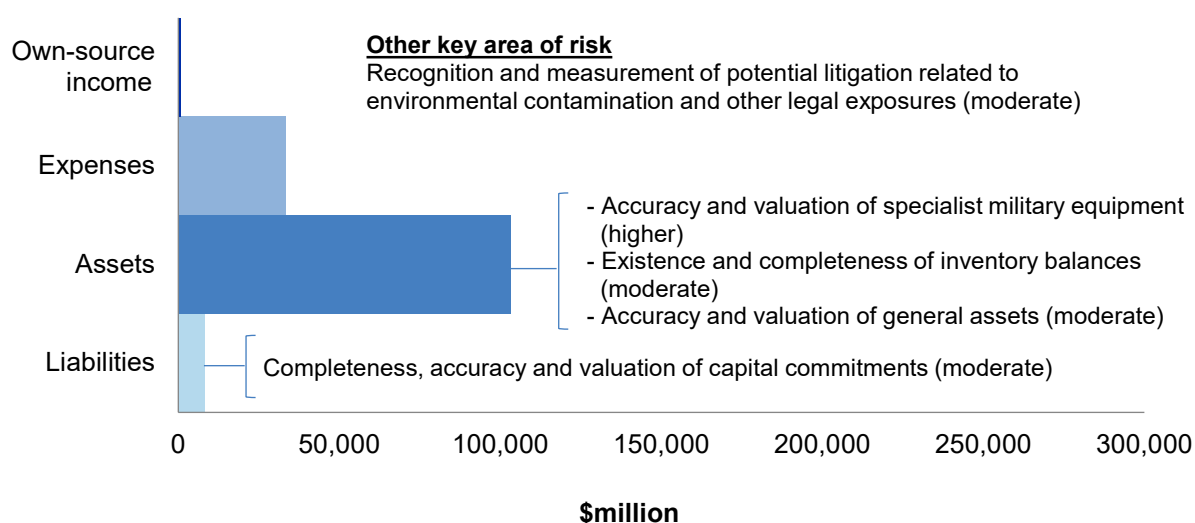 Own-source
income
Other key area of risk
Recognition and measurement of potential litigation related to
environmental contamination and other legal exposures (moderate)
Expenses
Assets
- Accuracy and valuation of specialist military equipment
(higher)
- Existence and completeness of inventory balances
(moderate)
- Accuracy and valuation of general assets (moderate)
Liabilities
Completeness, accuracy and valuation of capital commitments (moderate)
0 50,000 100,000 150,000 200,000 250,000 300,000
$million